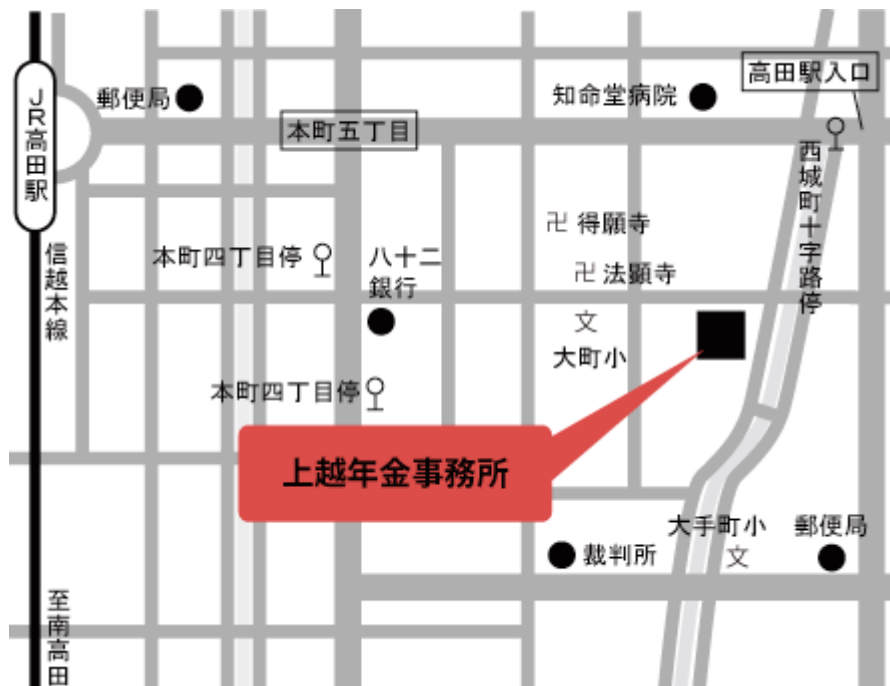 高田駅入口
郵便局
知命堂病院
JR高田駅
本町五丁目
西城町十字路停
卍 得願寺
本町四丁目停
八十二
銀行
卍 法顕寺
信越本線
文
大町小
本町四丁目停
上越年金事務所
大手町小
文
郵便局
裁判所
至南高田